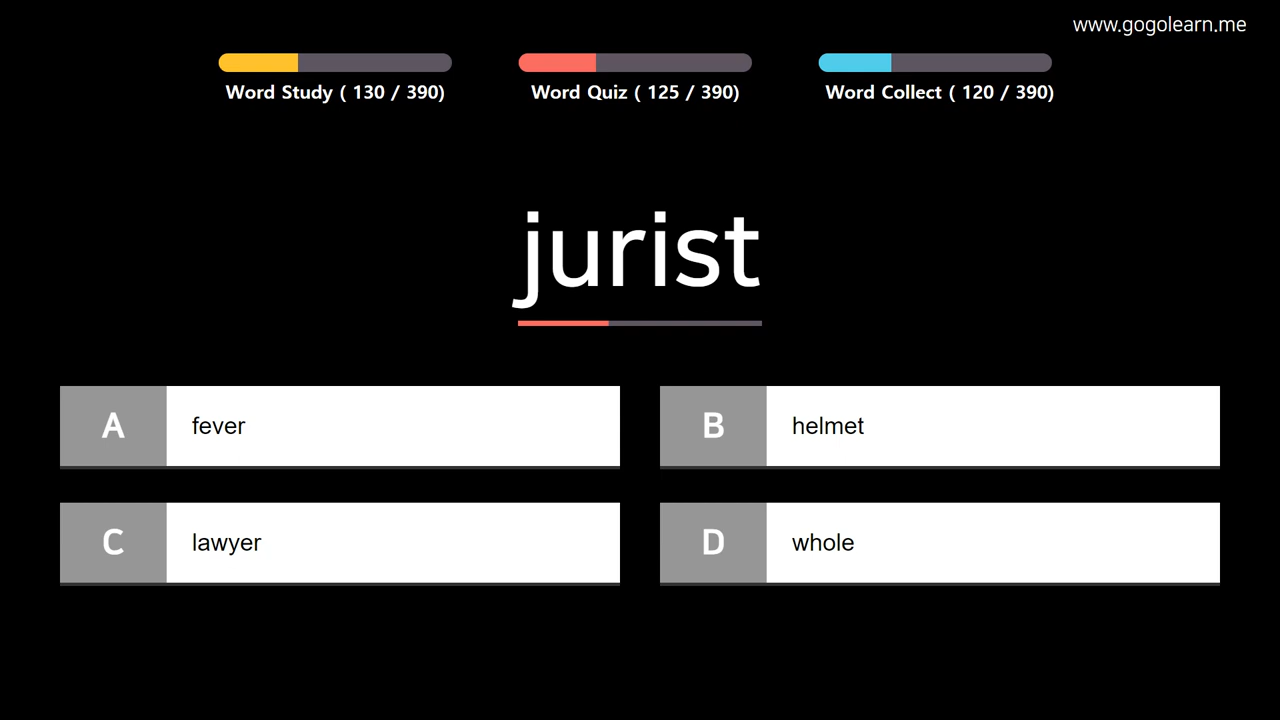 www.gogolearn.me
Word Study ( 130 / 390)
Word Quiz ( 125 / 390)
Word Collect ( 120 / 390)
jurist
A fever
B helmet
C lawyer
D whole